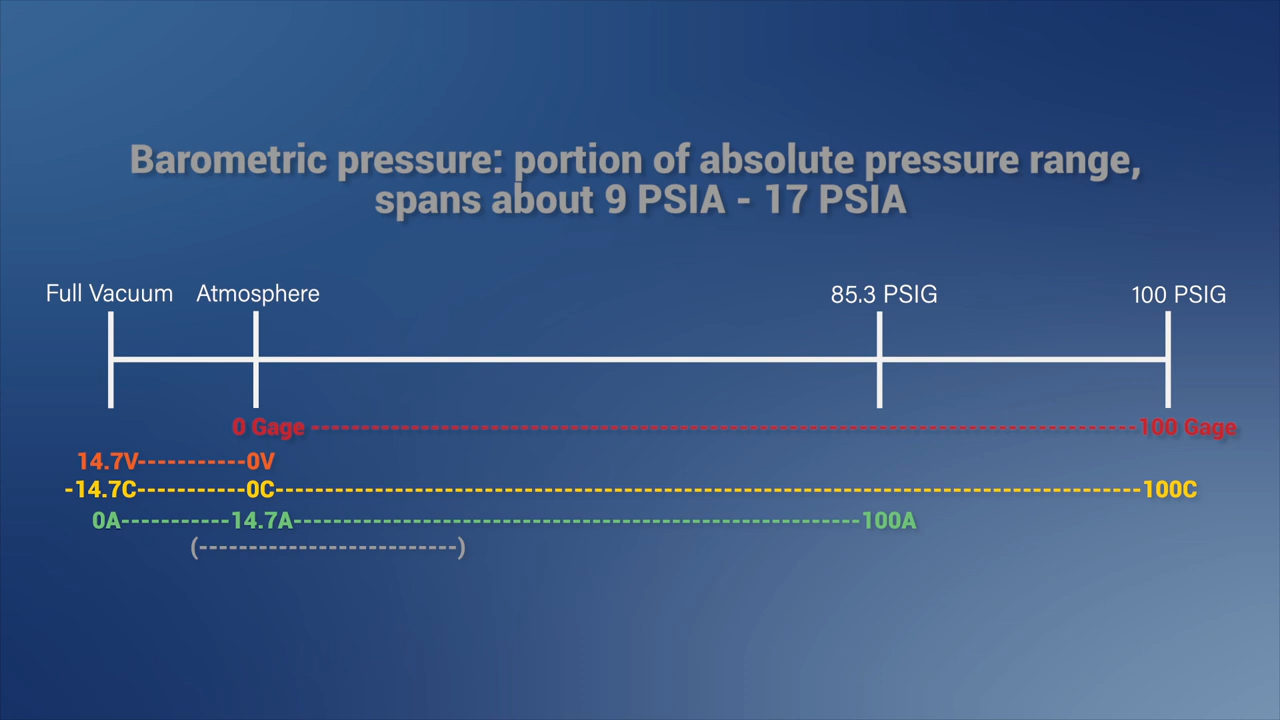 Barometric pressure: portion of absolute pressure range,
spans about 9 PSIA - 17 PSIA
Full Vacuum Atmosphere 85.3 PSIG 100 PSIG
0 Gage ---------------------------------------------------------------------------------- 100 Gage
14.7V-----------0V
-14.7C-----------0C---------------------------------------------------------------------------------------100C
0A-----------14.7A---------------------------------------------------------100A
(--------------------------)